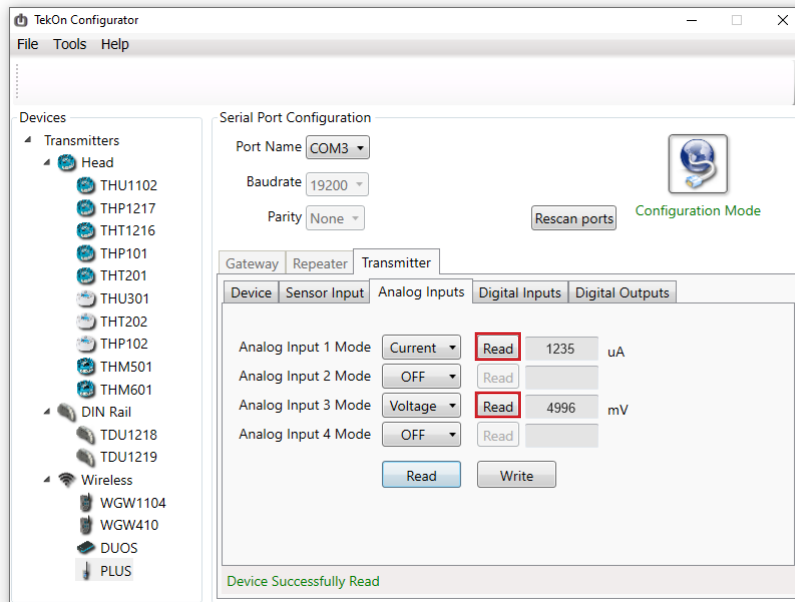 TekOn Configurator
File Tools Help
Devices
Transmitters
Head
THU1102
THP1217
THT1216
THP101
THT201
THU301
THT202
THP102
THM501
THM601
DIN Rail
TDU1218
TDU1219
Wireless
WGW1104
WGW410
DUOS
PLUS
Serial Port Configuration
Port Name COM3
Baudrate 19200
Parity None
Rescan ports
Configuration Mode
Gateway Repeater Transmitter
Device Sensor Input Analog Inputs Digital Inputs Digital Outputs
Analog Input 1 Mode Current Read 1235 uA
Analog Input 2 Mode OFF Read
Analog Input 3 Mode Voltage Read 4996 mV
Analog Input 4 Mode OFF Read
Read Write
Device Successfully Read